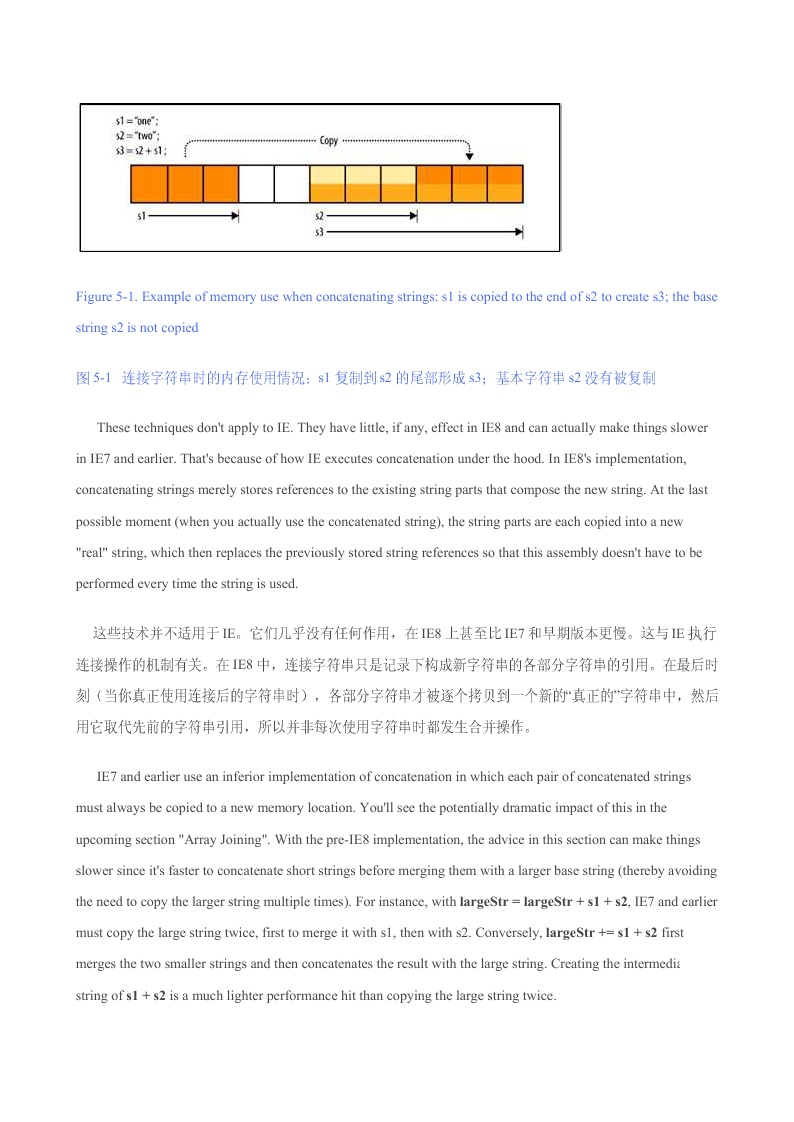 s1 = "one";
s2 = "two";
s3 = s2 + s1;
Copy
s1
s2
s3
Figure 5-1. Example of memory use when concatenating strings: s1 is copied to the end of s2 to create s3; the base
string s2 is not copied
图 5-1 连接字符串时的内存使用情况：s1 复制到 s2 的尾部形成 s3；基本字符串 s2 没有被复制
These techniques don't apply to IE. They have little, if any, effect in IE8 and can actually make things slower
in IE7 and earlier. That's because of how IE executes concatenation under the hood. In IE8's implementation,
concatenating strings merely stores references to the existing string parts that compose the new string. At the last
possible moment (when you actually use the concatenated string), the string parts are each copied into a new
"real" string, which then replaces the previously stored string references so that this assembly doesn't have to be
performed every time the string is used.
这些技术并不适用于 IE。它们几乎没有任何作用，在 IE8 上甚至比 IE7 和早期版本更慢。这与 IE 执行
连接操作的机制有关。在 IE8 中，连接字符串只是记录下构成新字符串的各部分字符串的引用。在最后时
刻（当你真正使用连接后的字符串时），各部分字符串才被逐个拷贝到一个新的“真正的”字符串中，然后
用它取代先前的字符串引用，所以并非每次使用字符串时都发生合并操作。
IE7 and earlier use an inferior implementation of concatenation in which each pair of concatenated strings
must always be copied to a new memory location. You'll see the potentially dramatic impact of this in the
upcoming section "Array Joining". With the pre-IE8 implementation, the advice in this section can make things
slower since it's faster to concatenate short strings before merging them with a larger base string (thereby avoiding
the need to copy the larger string multiple times). For instance, with largeStr = largeStr + s1 + s2, IE7 and earlier
must copy the large string twice, first to merge it with s1, then with s2. Conversely, largeStr += s1 + s2 first
merges the two smaller strings and then concatenates the result with the large string. Creating the
string of s1 + s2 is a much lighter performance hit than copying the large string twice.